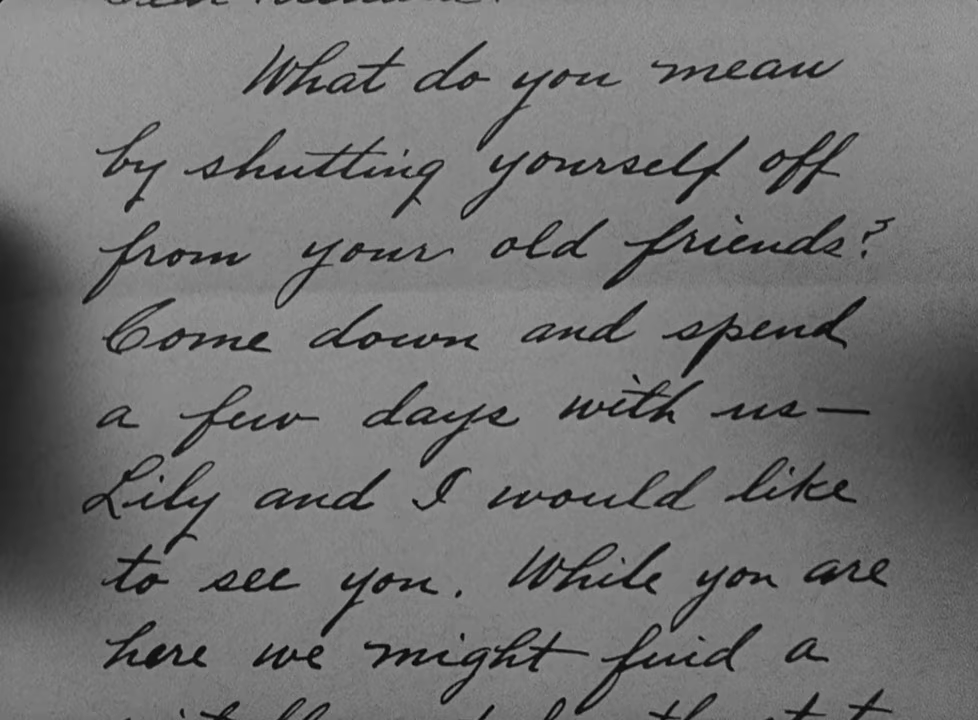 What do you mean
by shutting yourself off
from your old friends?
Come down and spend
a few days with us—
Lily and I would like
to see you. While you are
here we might find a